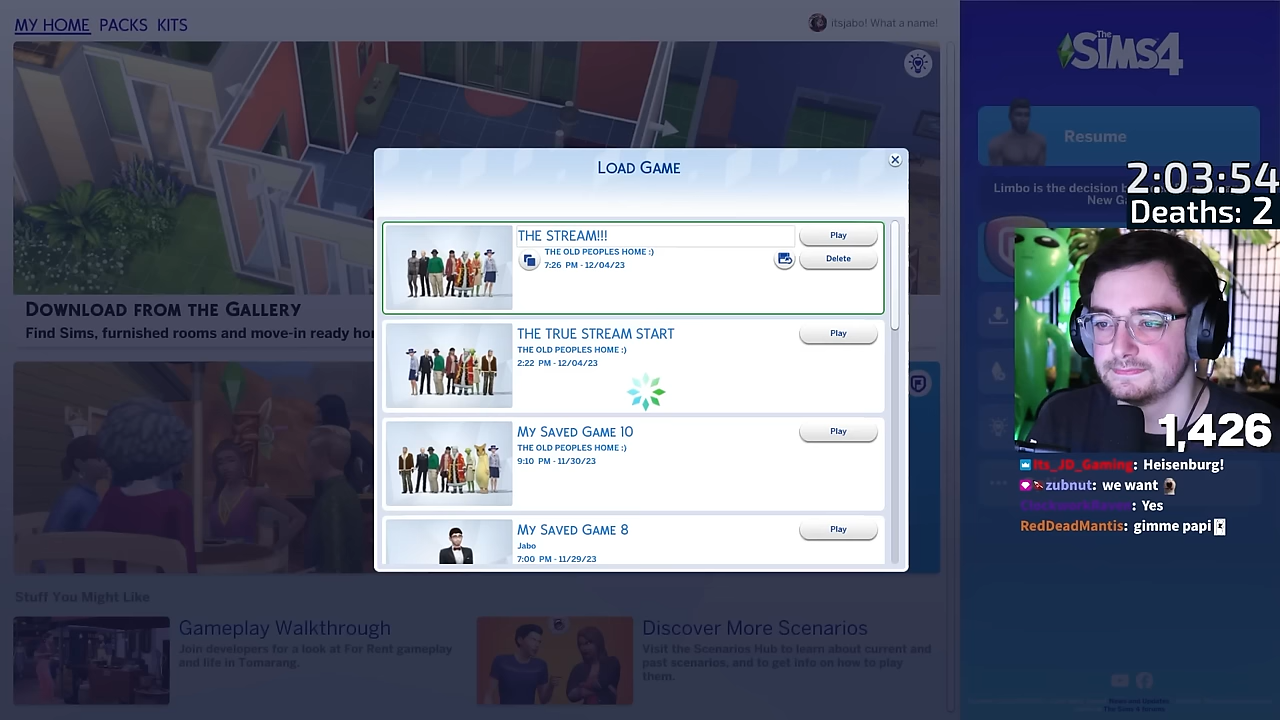 MY HOME PACKS KITS
itsjabo! What a name!
The SiMS4
Resume
Limbo is the decision
New
2:03:54
Deaths: 2
LOAD GAME
THE STREAM!!!
THE OLD PEOPLES HOME :)
7:26 PM - 12/04/23
Play
Delete
THE TRUE STREAM START
THE OLD PEOPLES HOME :)
2:22 PM - 12/04/23
Play
MY SAVED GAME 10
THE OLD PEOPLES HOME :)
9:10 PM - 11/30/23
Play
MY SAVED GAME 8
Jabo
7:00 PM - 11/29/23
Play
DOWNLOAD FROM THE GALLERY
Find Sims, furnished rooms and move-in ready
1,426
Its_JD_Gaming: Heisenburg!
zubnut: we want
: Yes
RedDeadMantis: gimme papi
Stuff You Might Like
Gameplay Walkthrough
Join developers for a look at For Rent gameplay
and life in Tomarang.
Discover More Scenarios
Visit the Scenarios Hub to learn about current and
past scenarios, and to get info on how to play
them.